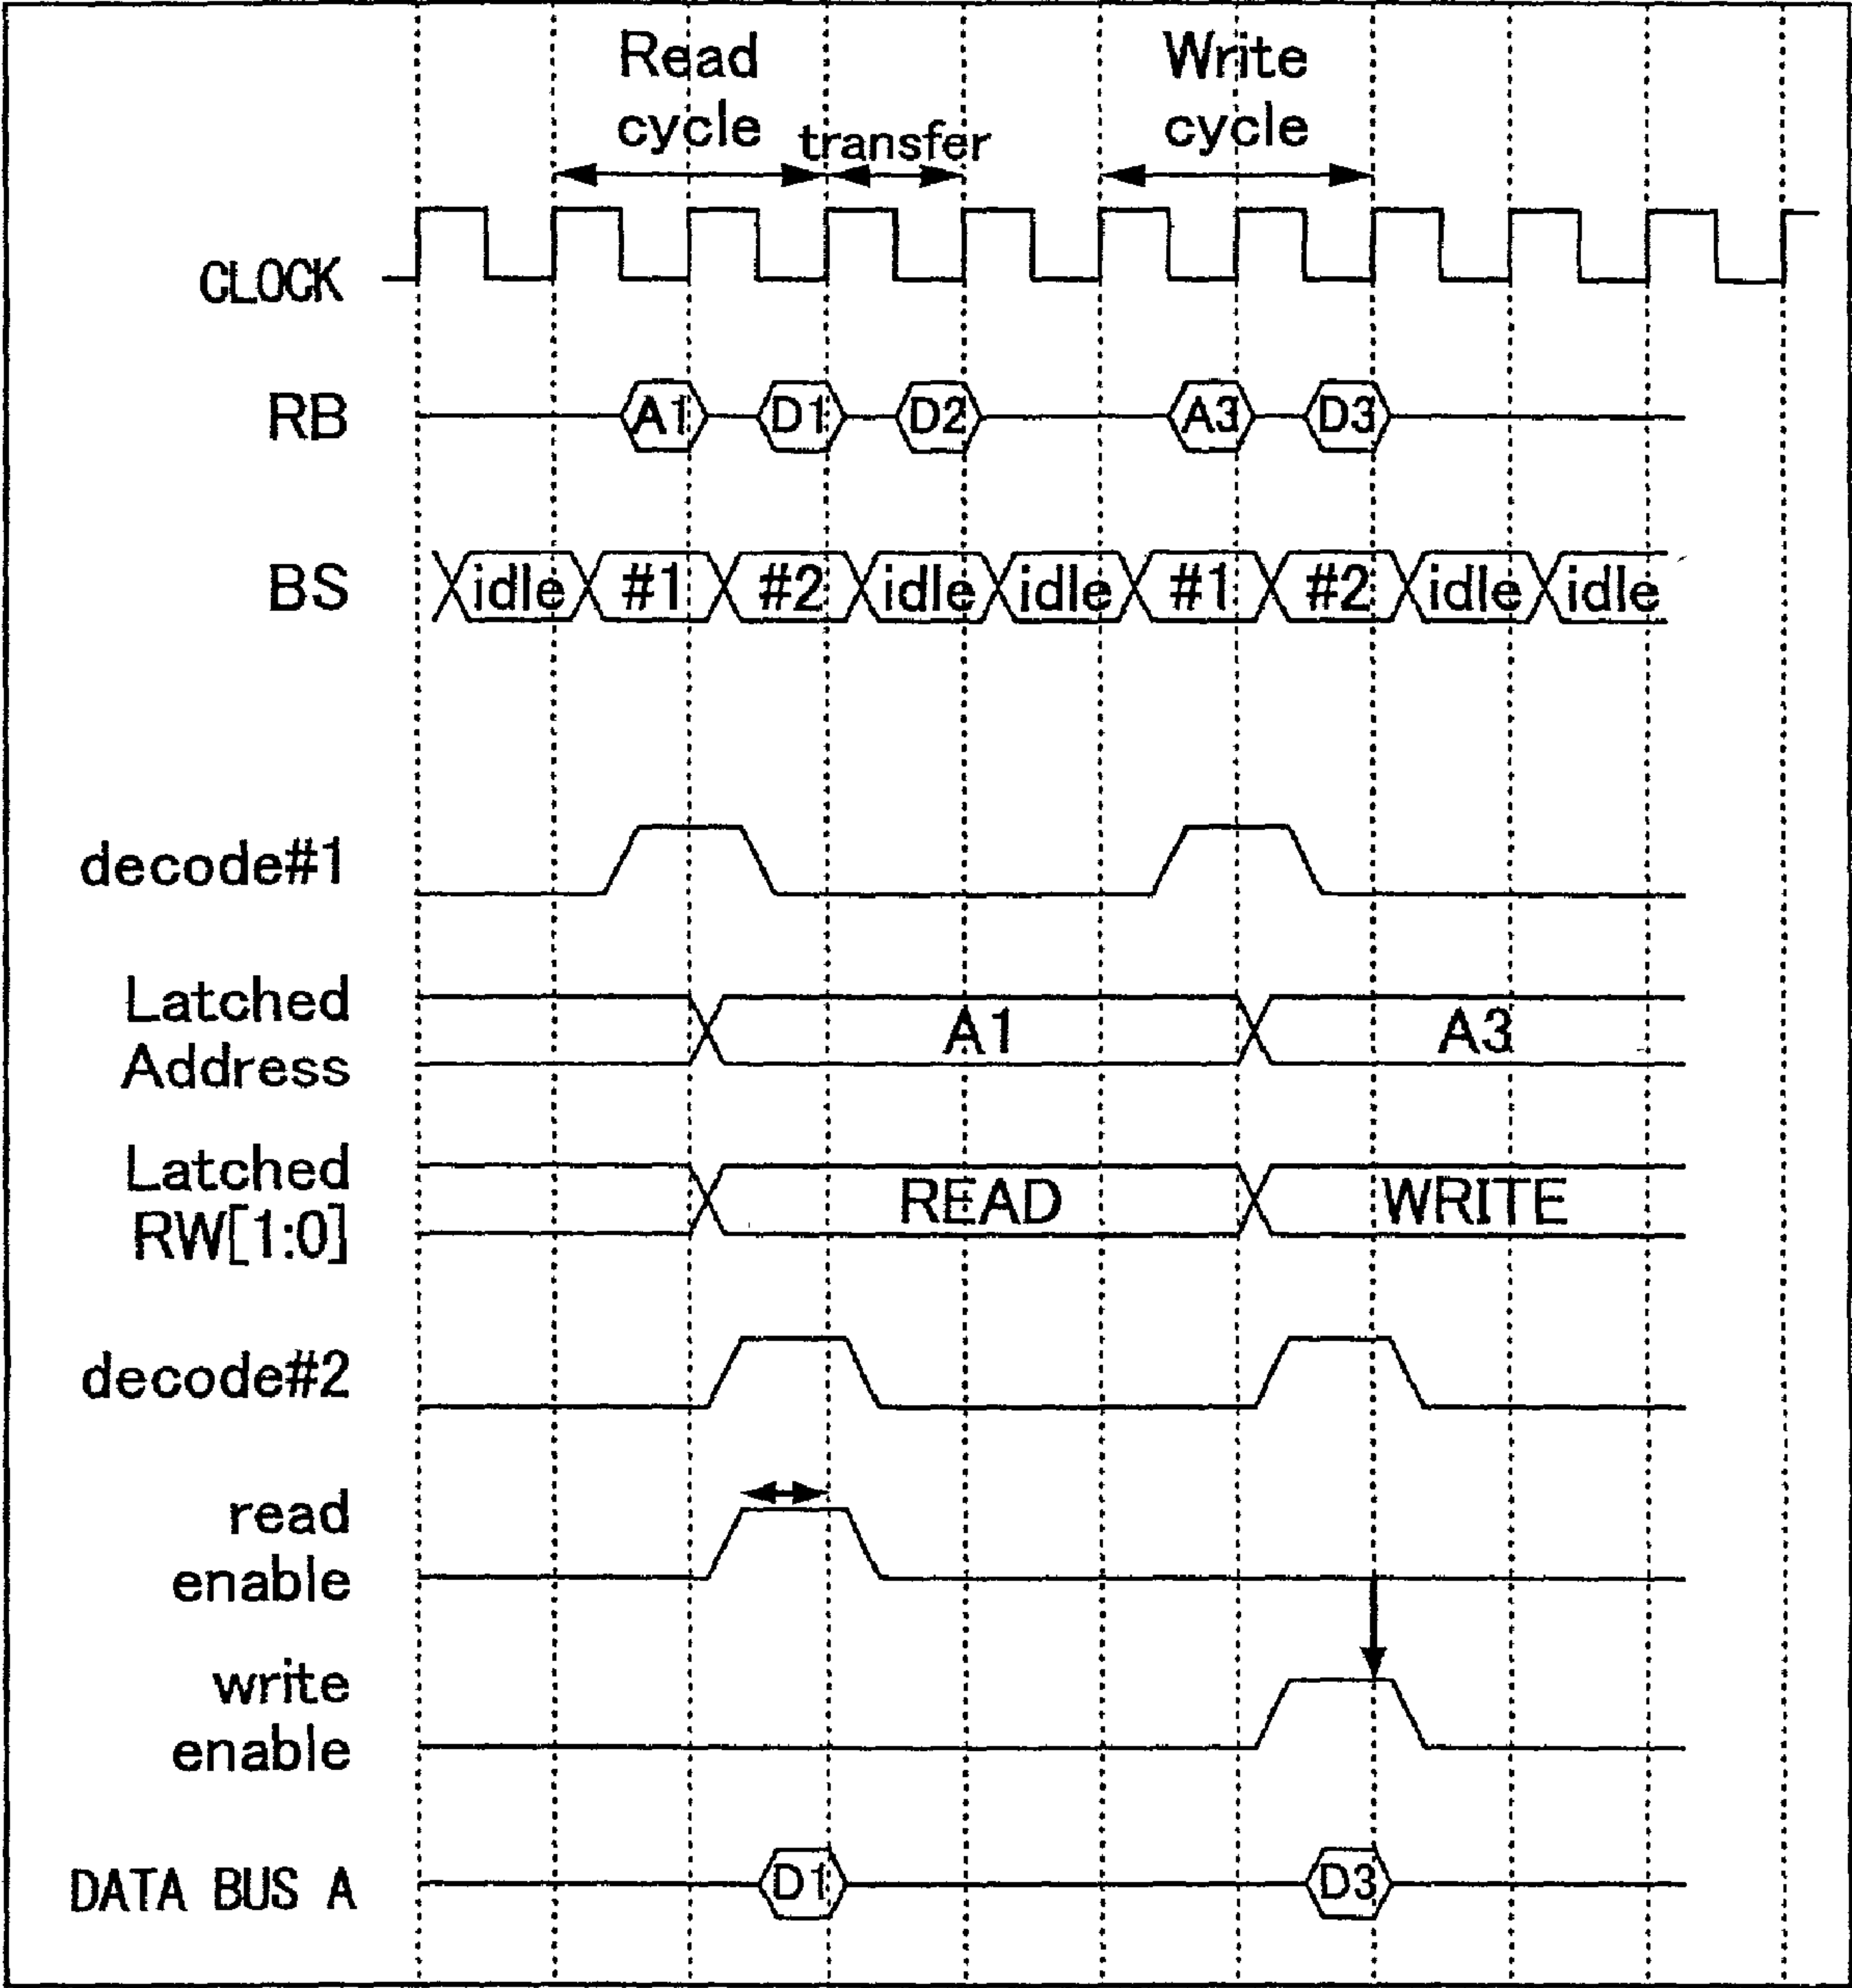 Read
cycle
transfer
Write
cycle
CLOCK
RB
A1 D1 D2 A3 D3
BS
idle #1 #2 idle idle #1 #2 idle idle
decode#1
Latched
Address
A1 A3
Latched
RW[1:0]
READ WRITE
decode#2
read
enable
write
enable
DATA BUS A
D1 D3